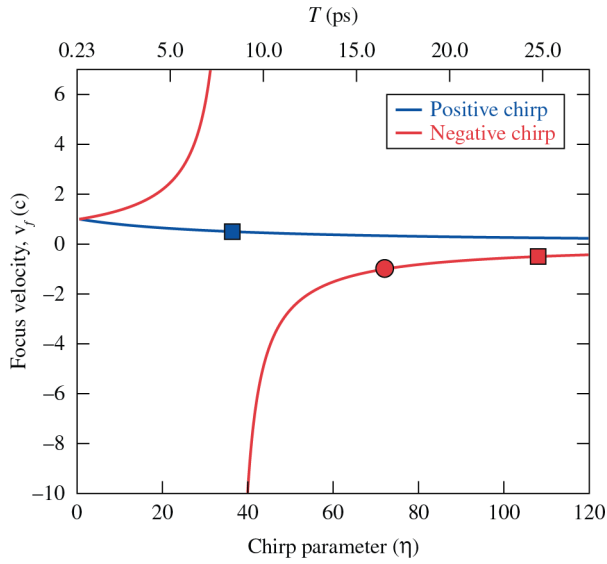 T (ps)
0.23 5.0 10.0 15.0 20.0 25.0
6
4
2
0
−2
−4
−6
−8
−10
Positive chirp
Negative chirp
Focus velocity, vf (c)
0 20 40 60 80 100 120
Chirp parameter (η)